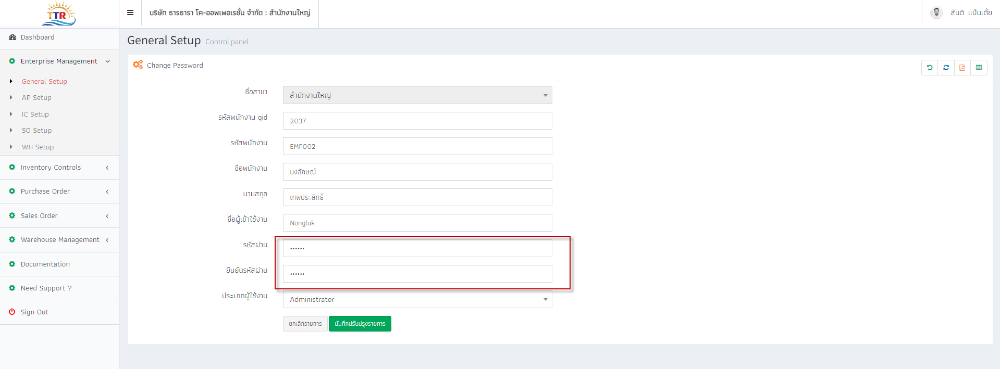 TTR
บริษัท ธารธารา โค-ออพเพอเรชั่น จำกัด : สำนักงานใหญ่
สันติ แป้นเตี้ย
Dashboard
Enterprise Management
General Setup
AP Setup
IC Setup
SO Setup
WH Setup
Inventory Controls
Purchase Order
Sales Order
Warehouse Management
Documentation
Need Support ?
Sign Out
General Setup Control panel
Change Password
ชื่อสาขา สำนักงานใหญ่
รหัสพนักงาน gid 2037
รหัสพนักงาน EMP002
ชื่อพนักงาน นงลักษณ์
นามสกุล เทพประสิทธิ์
ชื่อผู้เข้าใช้งาน Nongluk
รหัสผ่าน ••••••
ยืนยันรหัสผ่าน ••••••
ประเภทผู้ใช้งาน Administrator
ยกเลิกรายการ บันทึกปรับปรุงรายการ